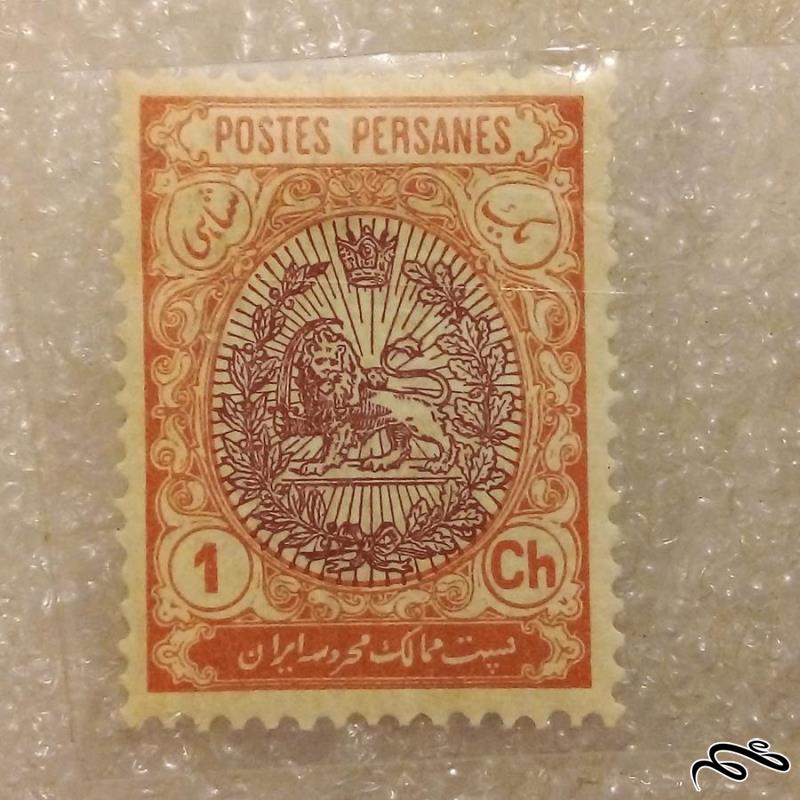 POSTES PERSANES
یک شاهی
1 Ch
پست ممالک محروسه ایران